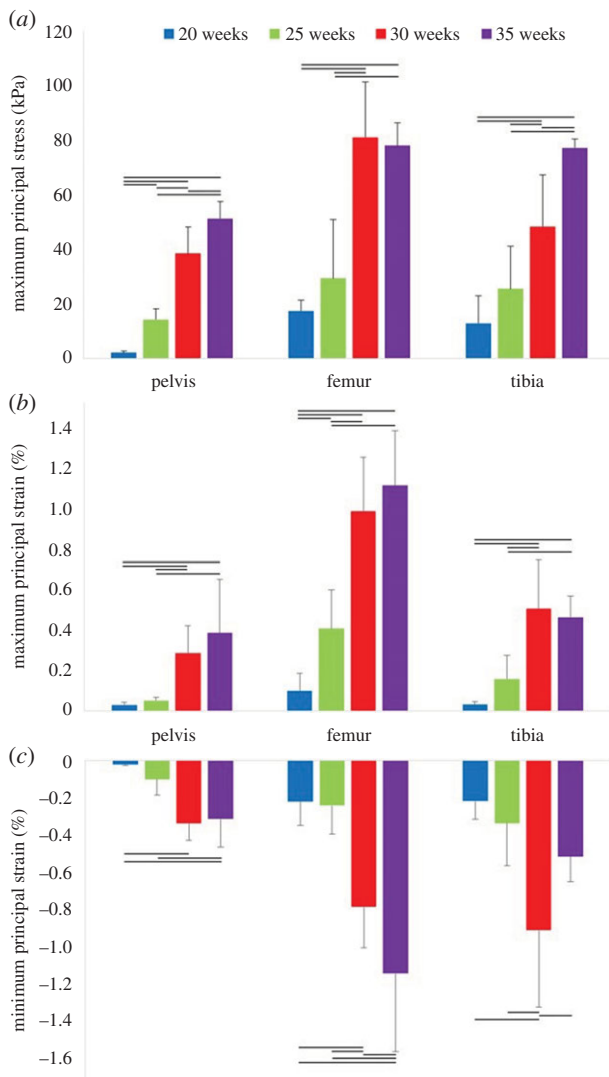 (a)
20 weeks 25 weeks 30 weeks 35 weeks
maximum principal stress (kPa)
120
100
80
60
40
20
0
pelvis femur tibia
(b)
maximum principal strain (%)
1.4
1.2
1.0
0.8
0.6
0.4
0.2
0
pelvis femur tibia
(c)
minimum principal strain (%)
0
–0.2
–0.4
–0.6
–0.8
–1.0
–1.2
–1.4
–1.6